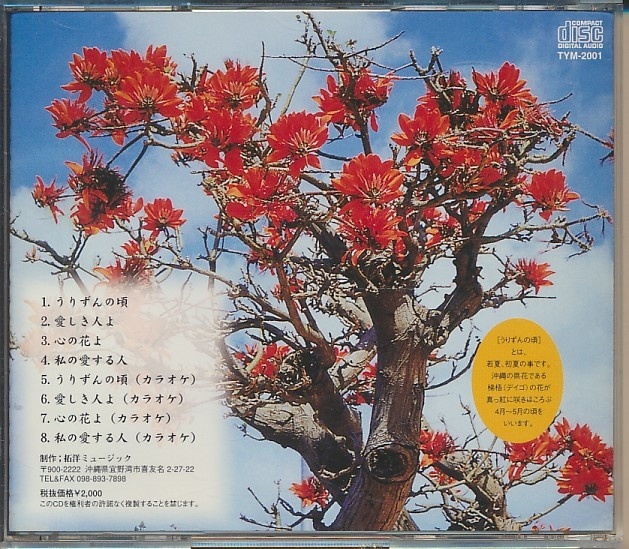 COMPACT
disc
DIGITAL AUDIO
TYM-2001
1. うりずんの頃
2. 愛しき人よ
3. 心の花よ
4. 私の愛する人
5. うりずんの頃（カラオケ）
6. 愛しき人よ（カラオケ）
7. 心の花よ（カラオケ）
8. 私の愛する人（カラオケ）
制作；拓洋ミュージック
〒900-2222 沖縄県宜野湾市喜友名 2-27-22
TEL&FAX 098-893-7898
税抜価格￥2,000
このCDを権利者の許諾なく複製することを禁じます。
［うりずんの頃］
とは、
若夏、初夏の事です。
沖縄の県花である
梯梧（デイゴ）の花が
真っ紅に咲きほころぶ
4月〜5月の頃を
いいます。